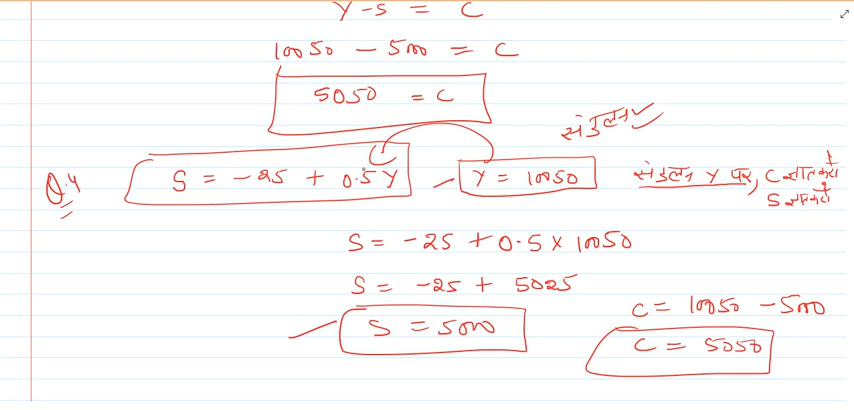 Y - S = C
10050 - 5000 = C
5050 = C
संतुलन
Q.4 S = -25 + 0.5Y Y = 10050 संतुलन Y पर, C ज्ञात करो
S ज्ञात करो
S = -25 + 0.5 × 10050
S = -25 + 5025
S = 5000
C = 10050 - 5000
C = 5050